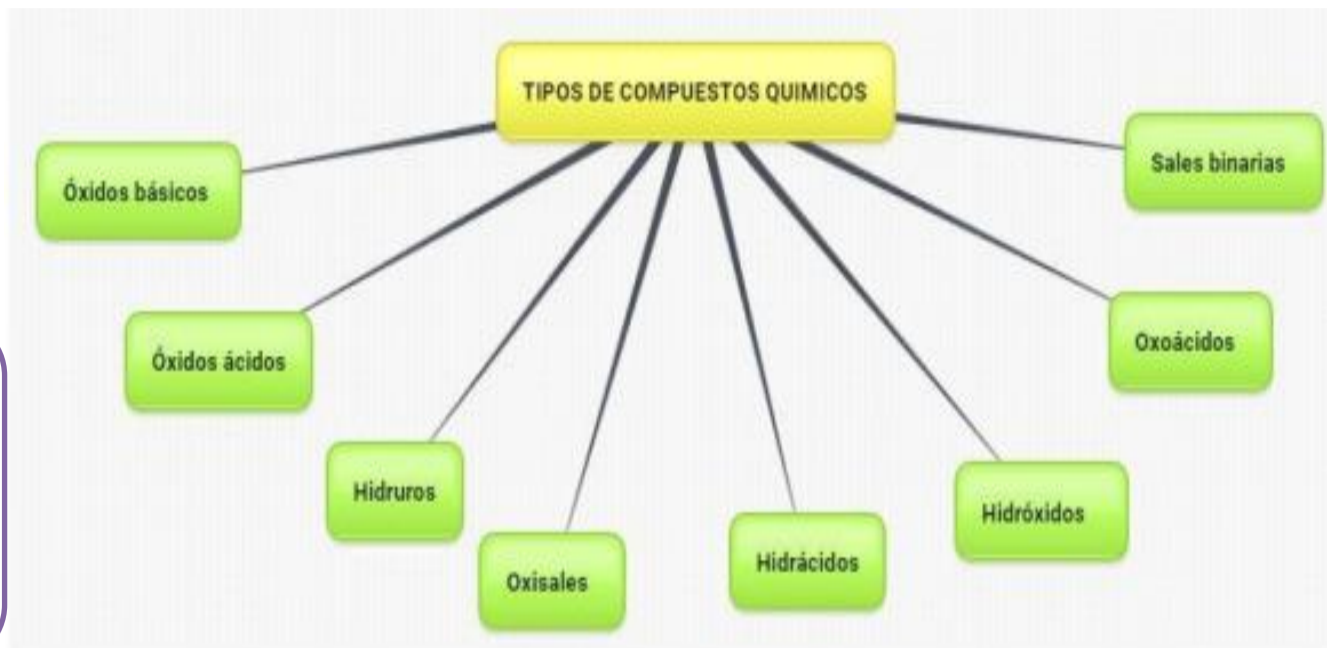 TIPOS DE COMPUESTOS QUIMICOS
Sales binarias
Óxidos básicos
Oxoácidos
Óxidos ácidos
Hidruros
Hidróxidos
Hidrácidos
Oxisales